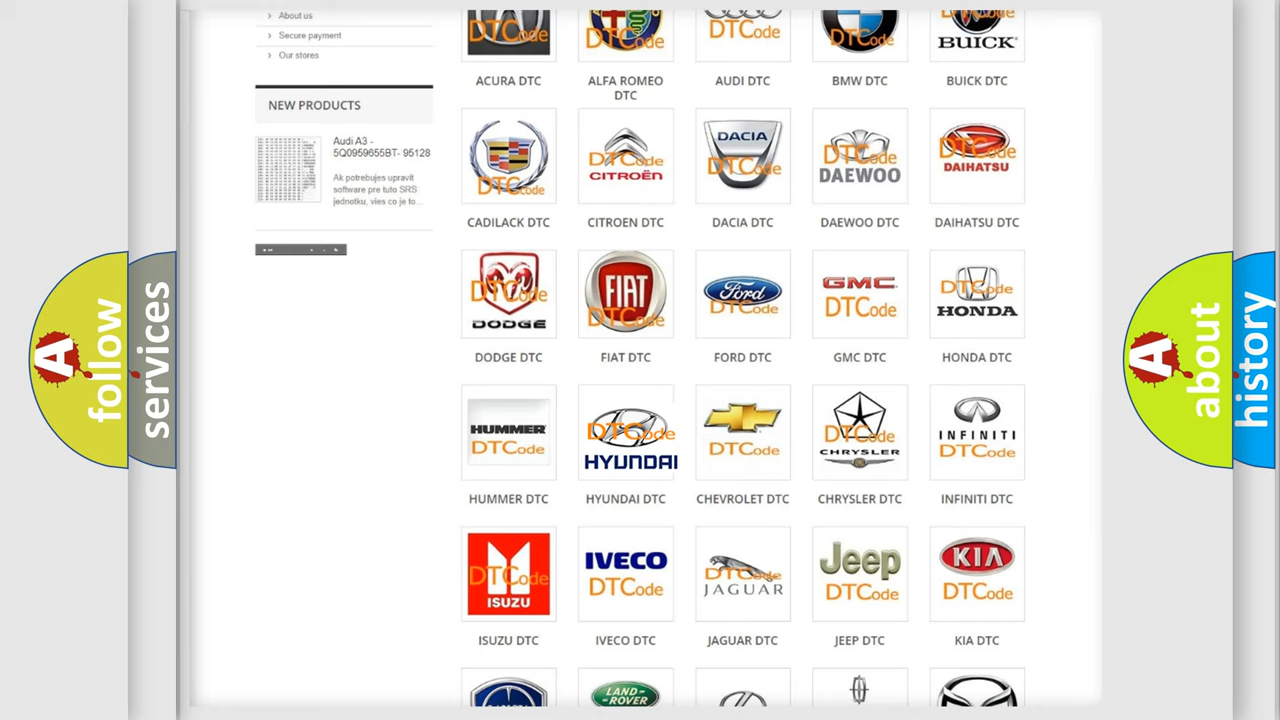 About us
Secure payment
Our stores
NEW PRODUCTS
Audi A3 -
5Q0959655BT- 95128
Ak potrebujes upravit
software pre tuto SRS
jednotku, vies co je to...
DTCode
DTCode
DTCode
DTCode
BUICK
ACURA DTC
ALFA ROMEO
DTC
AUDI DTC
BMW DTC
BUICK DTC
DTCode
DTCode
CITROËN
DACIA
DTCode
DTCode
DAEWOO
DTCode
DAIHATSU
CADILACK DTC
CITROEN DTC
DACIA DTC
DAEWOO DTC
DAIHATSU DTC
DTCode
DODGE
FIAT
DTCode
Ford
DTCode
GMC
DTCode
DTCode
HONDA
DODGE DTC
FIAT DTC
FORD DTC
GMC DTC
HONDA DTC
HUMMER
DTCode
DTCode
HYUNDAI
DTCode
DTCode
CHRYSLER
INFINITI
DTCode
HUMMER DTC
HYUNDAI DTC
CHEVROLET DTC
CHRYSLER DTC
INFINITI DTC
DTCode
ISUZU
IVECO
DTCode
DTCode
JAGUAR
Jeep
DTCode
KIA
DTCode
ISUZU DTC
IVECO DTC
JAGUAR DTC
JEEP DTC
KIA DTC
LAND-
ROVER
A
follow
services
A
about
history